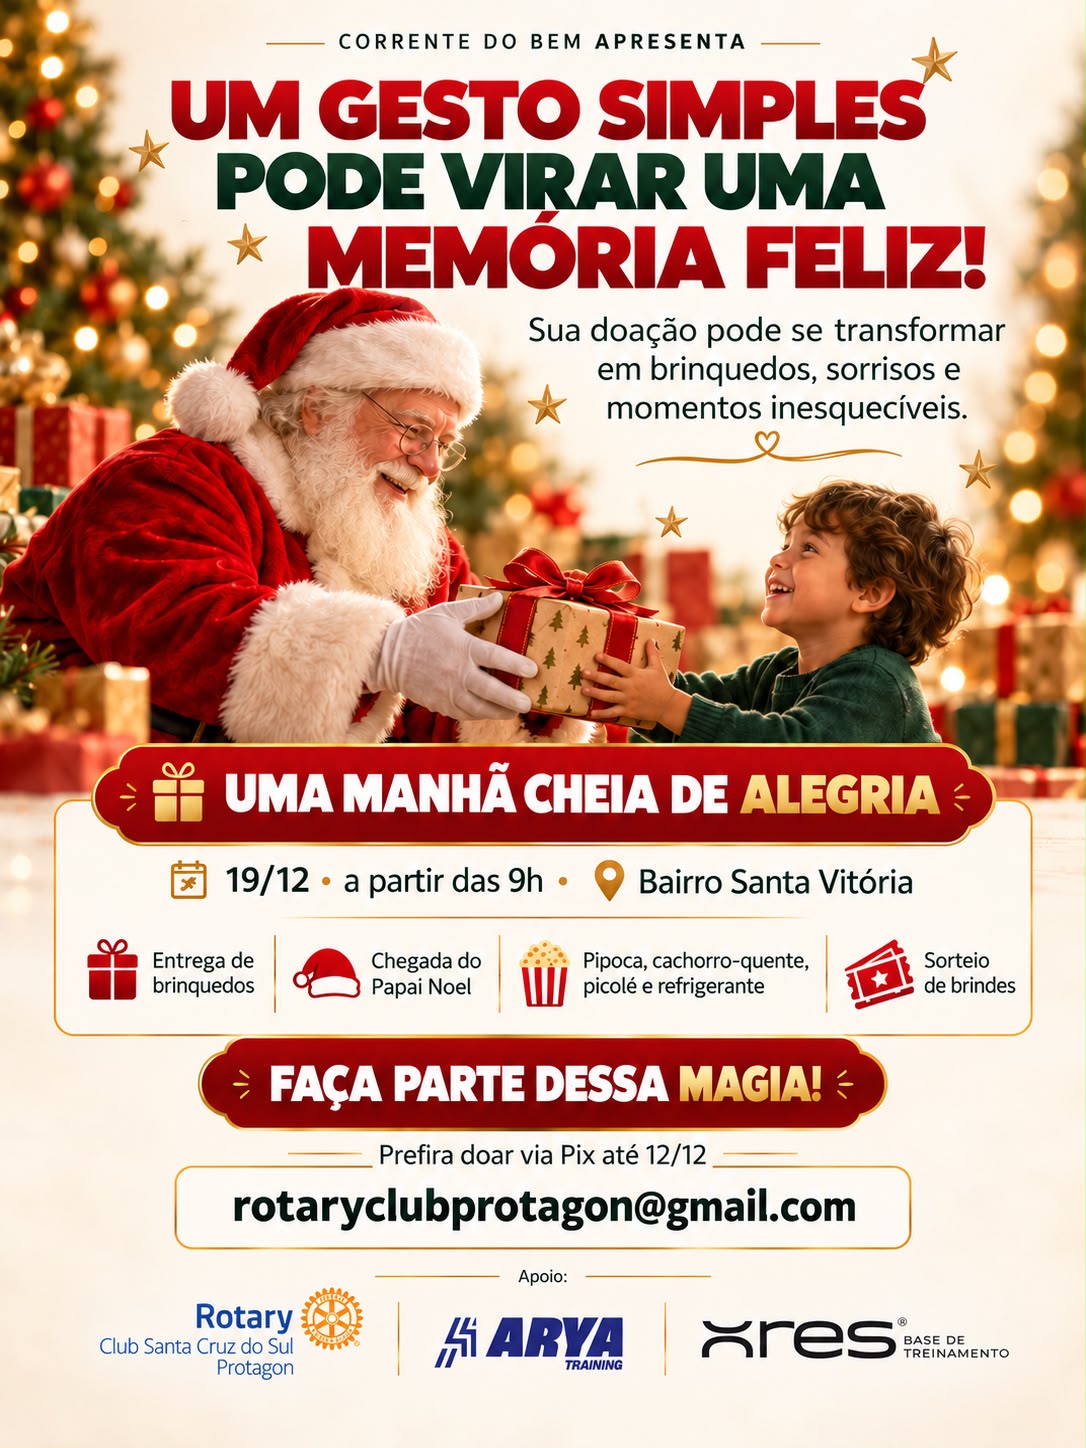 CORRENTE DO BEM APRESENTA
UM GESTO SIMPLES
PODE VIRAR UMA
MEMÓRIA FELIZ!
Sua doação pode se transformar
em brinquedos, sorrisos e
momentos inesquecíveis.
UMA MANHÃ CHEIA DE ALEGRIA
19/12 • a partir das 9h • Bairro Santa Vitória
Entrega de
brinquedos
Chegada do
Papai Noel
Pipoca, cachorro-quente,
picolé e refrigerante
Sorteio
de brindes
FAÇA PARTE DESSA MAGIA!
Prefira doar via Pix até 12/12
rotaryclubprotagon@gmail.com
Apoio:
Rotary
Club Santa Cruz do Sul
Protagon
ARYA
TRAINING
xres®
BASE DE
TREINAMENTO